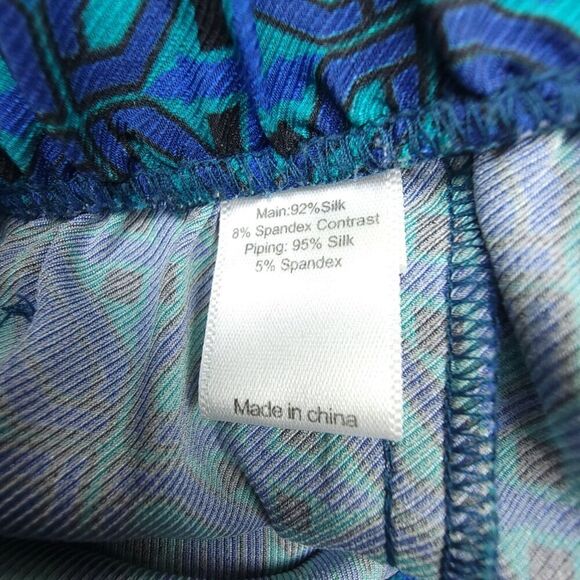 Main:92%Silk
8% Spandex Contrast
Piping: 95% Silk
5% Spandex
Made in china